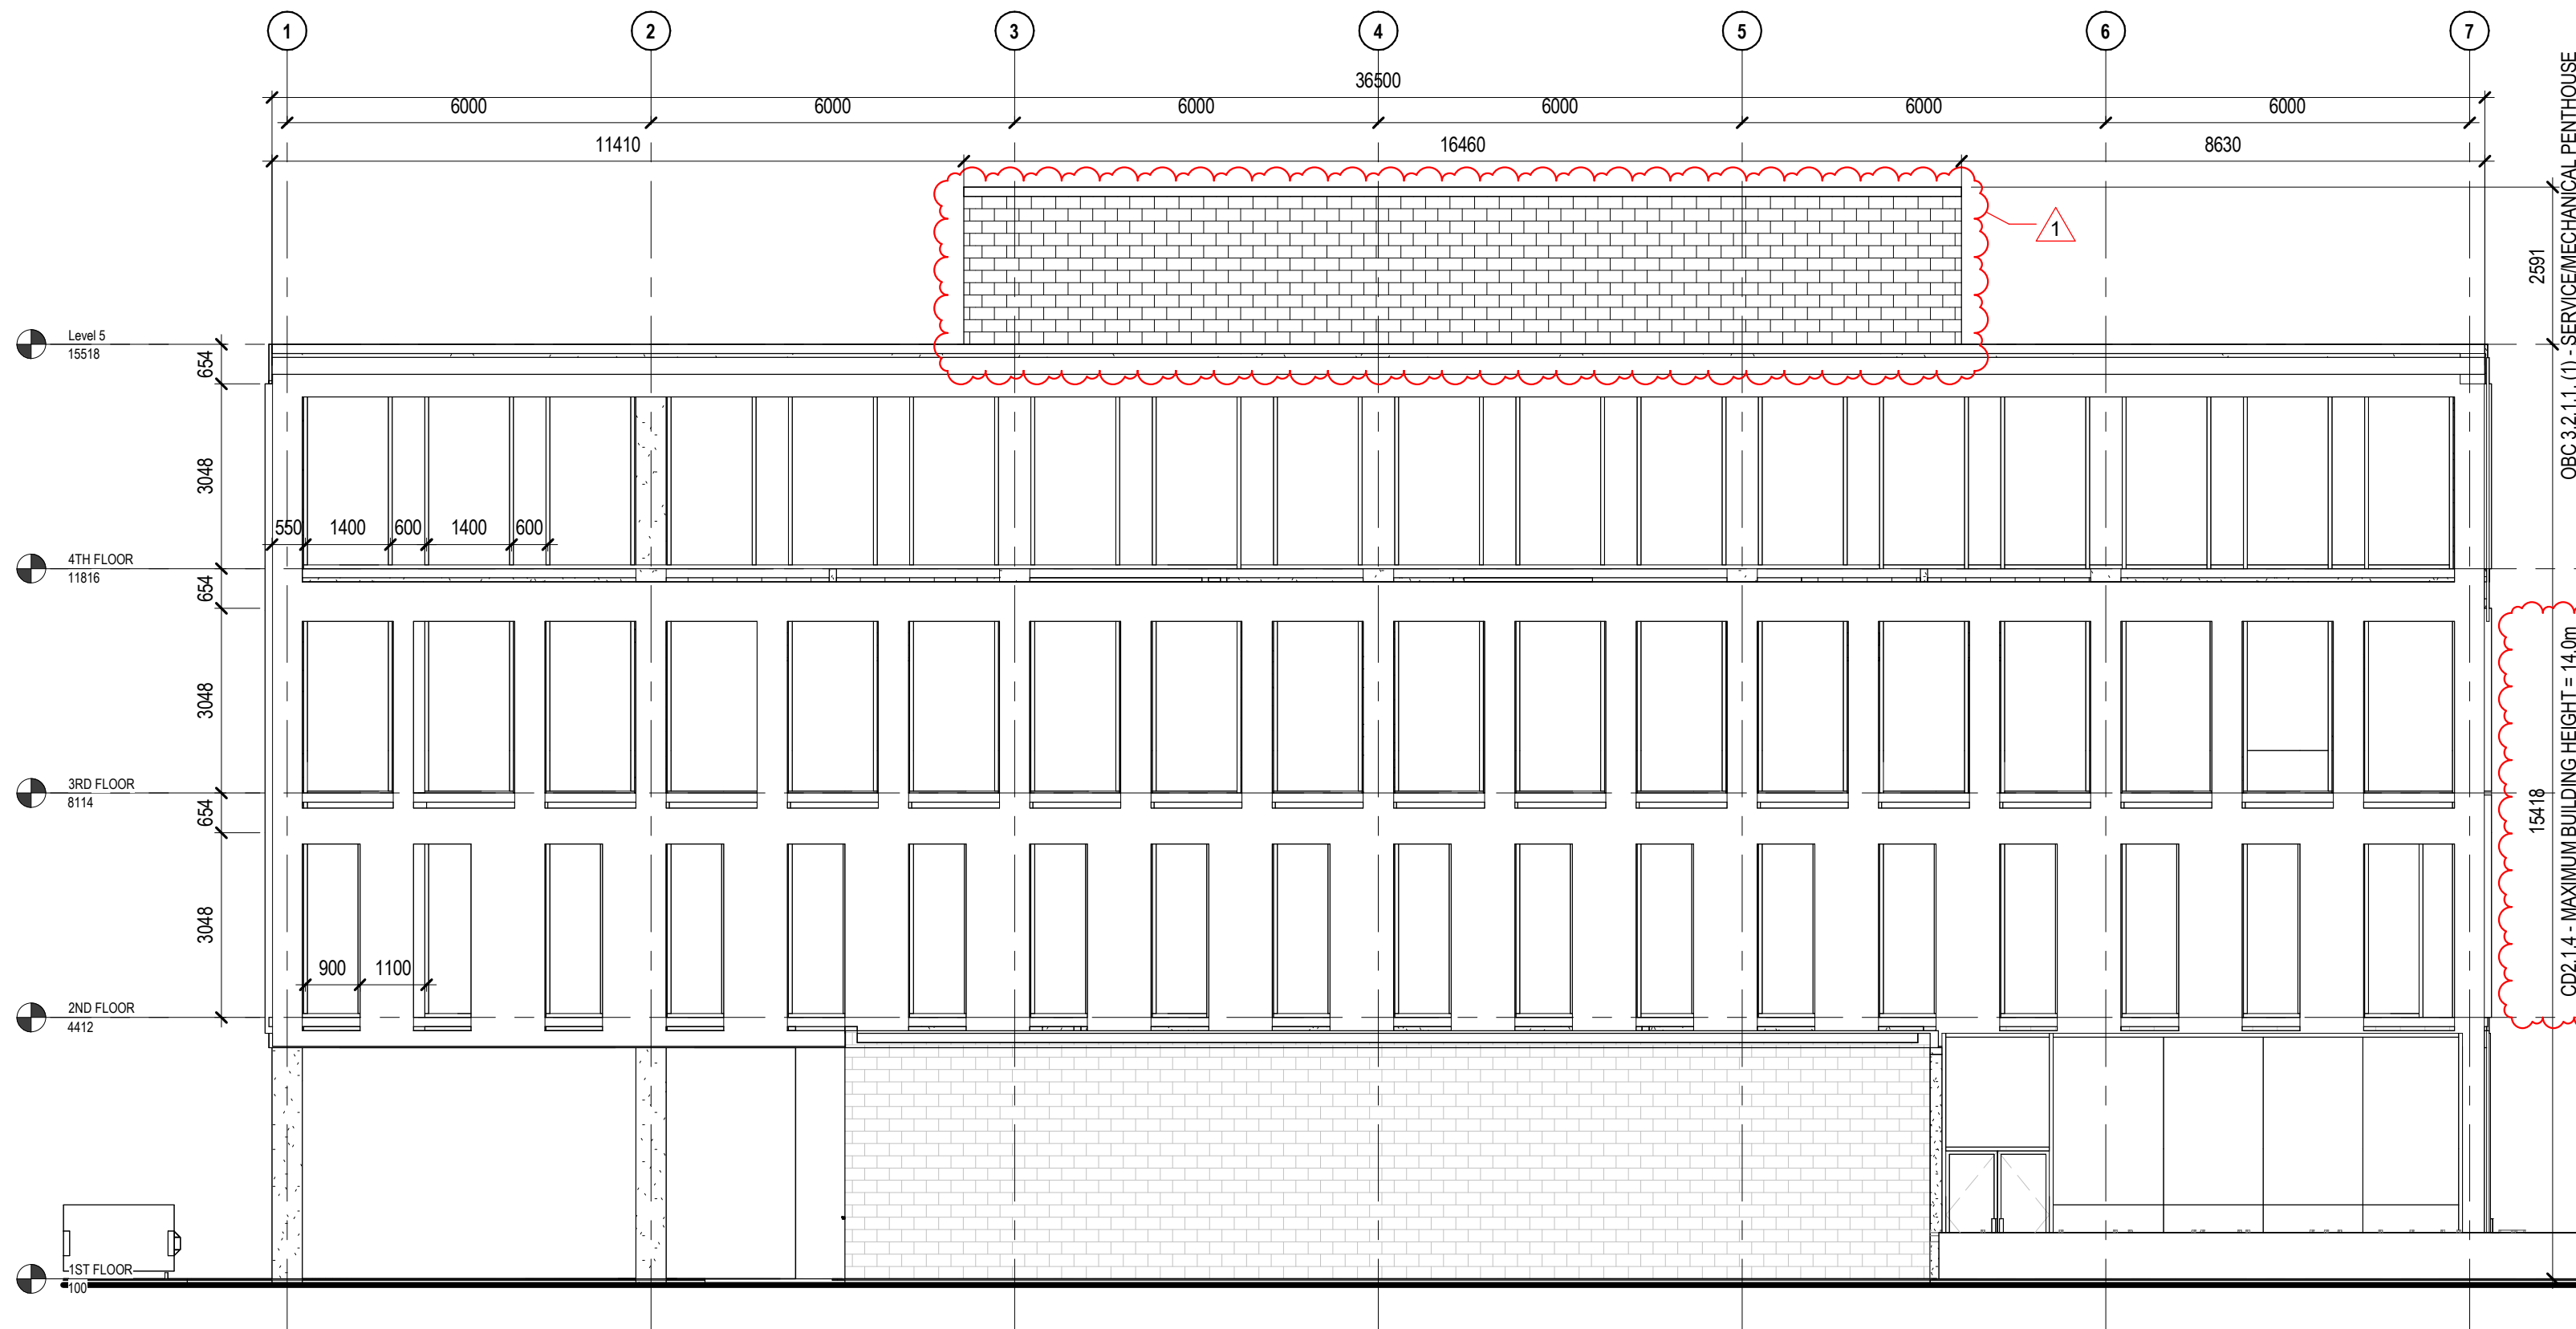 1 2 3 4 5 6 7
36500
6000 6000 6000 6000 6000 6000
11410 16460 8630
1
2591
OBC 3.2.1.1. (1) - SERVICE/MECHANICAL PENTHOUSE
Level 5
15518
654
3048
550 1400 600 1400 600
4TH FLOOR
11816
654
3048
3RD FLOOR
8114
654
3048
900 1100
2ND FLOOR
4412
15418
CD2.1.4 - MAXIMUM BUILDING HEIGHT = 14.0m
1ST FLOOR
100